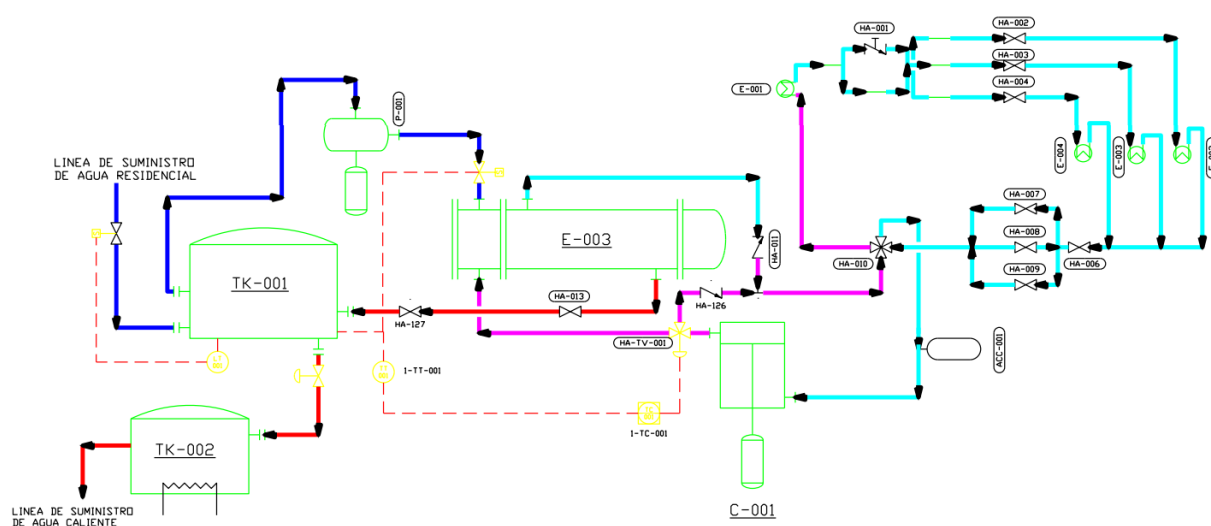 HA-001
HA-002
HA-003
HA-004
E-001
P-001
LINEA DE SUMINISTRO
DE AGUA RESIDENCIAL
E-004
E-003
HA-007
HA-008
HA-009
HA-006
HA-010
HA-011
E-003
TK-001
HA-013
HA-127
HA-126
HA-TV-001
1-TT-001
1-TC-001
ACC-001
TK-002
C-001
LINEA DE SUMINISTRO
DE AGUA CALIENTE